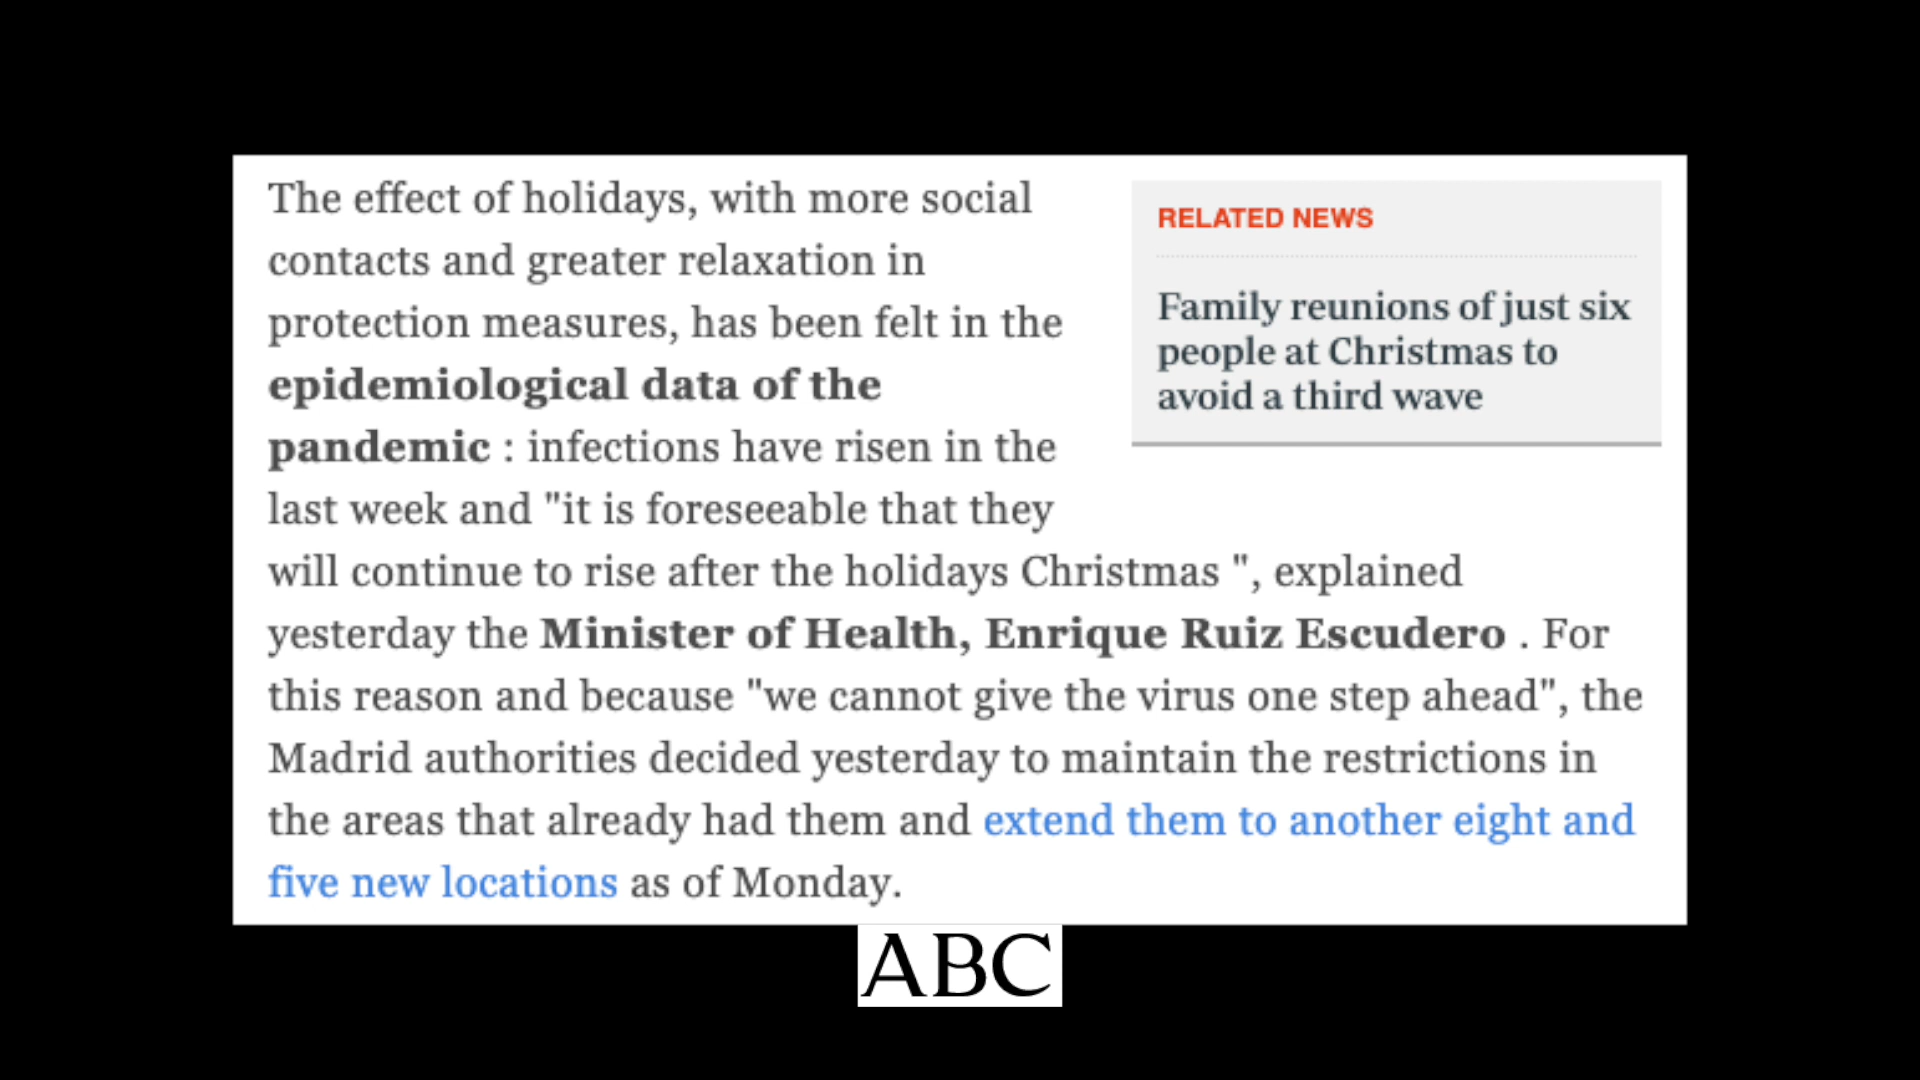 The effect of holidays, with more social
contacts and greater relaxation in
protection measures, has been felt in the
epidemiological data of the
pandemic : infections have risen in the
last week and "it is foreseeable that they
will continue to rise after the holidays Christmas ", explained
yesterday the Minister of Health, Enrique Ruiz Escudero . For
this reason and because "we cannot give the virus one step ahead", the
Madrid authorities decided yesterday to maintain the restrictions in
the areas that already had them and extend them to another eight and
five new locations as of Monday.
RELATED NEWS
Family reunions of just six
people at Christmas to
avoid a third wave
ABC